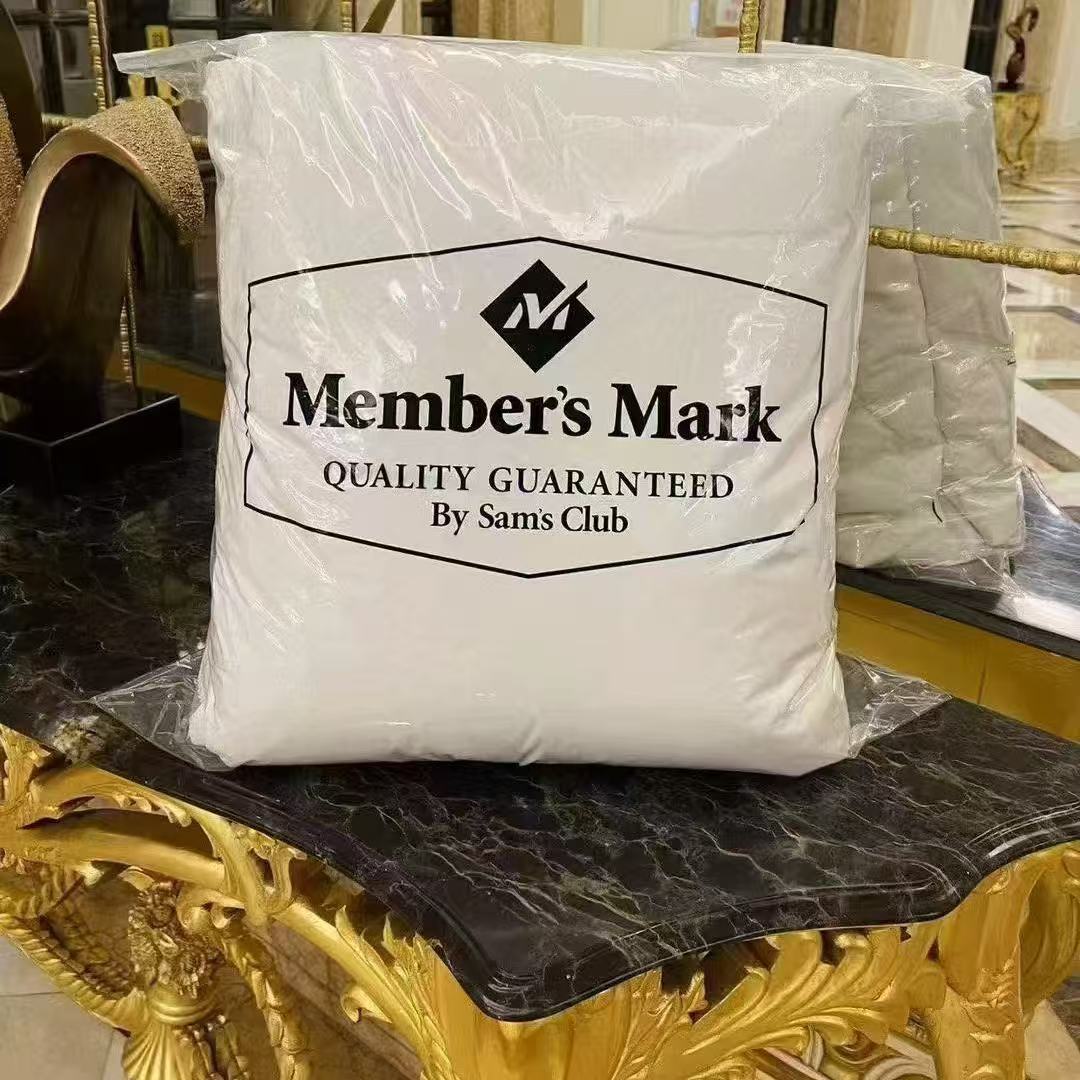 M
Member's Mark
QUALITY GUARANTEED
By Sam's Club